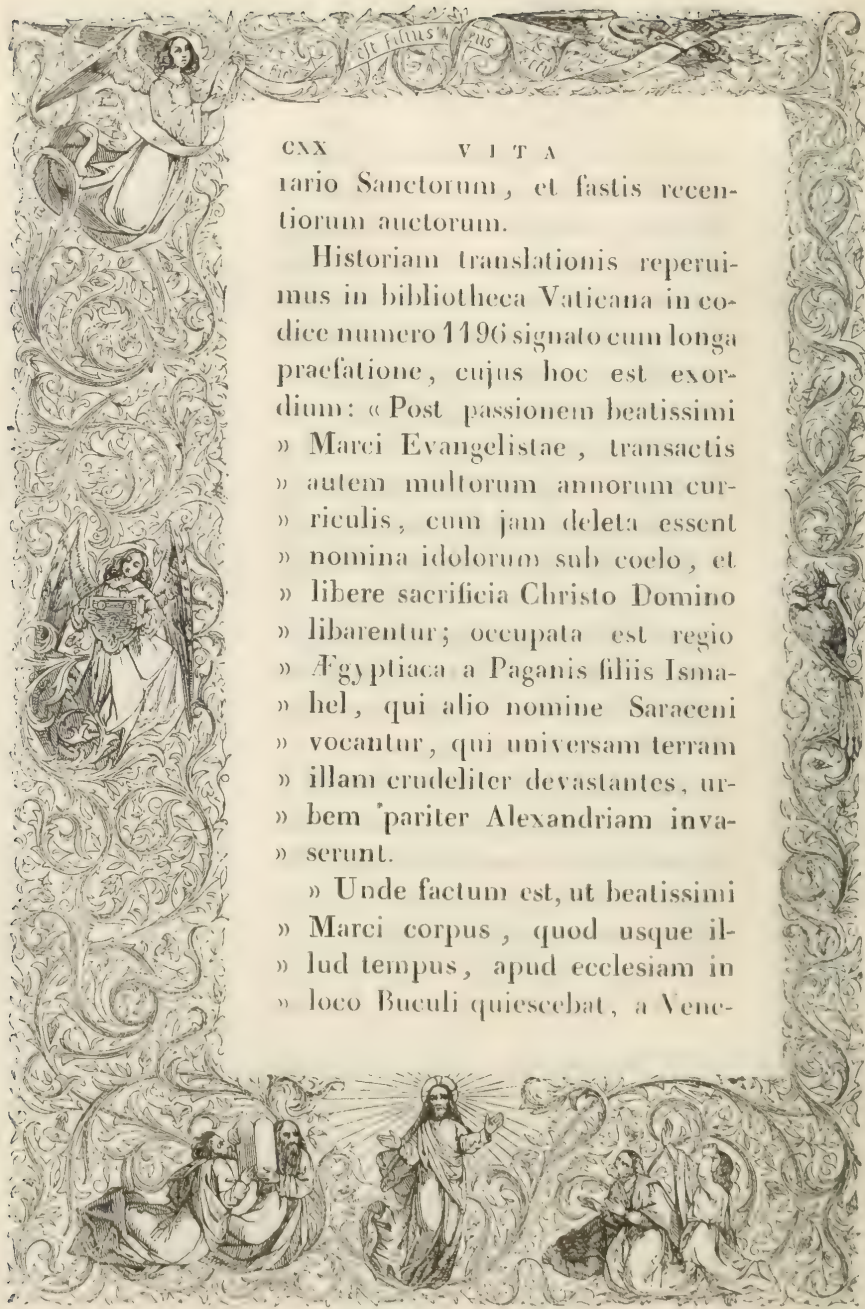 est filius
CXX VITA
iario Sanctorum, et fastis recen-
tiorum auctorum.
Historiam translationis reperui-
mus in bibliotheca Vaticana in co-
dice numero 1196 signato cum longa
praefatione, cujus hoc est exor-
dium: « Post passionem beatissimi
» Marci Evangelistae, transactis
» autem multorum annorum cur-
» riculis, cum jam deleta essent
» nomina idolorum sub coelo, et
» libere sacrificia Christo Domino
» libarentur; occupata est regio
» Ægyptiaca a Paganis filiis Isma-
» hel, qui alio nomine Saraceni
» vocantur, qui universam terram
» illam crudeliter devastantes, ur-
» bem pariter Alexandriam inva-
» serunt.
» Unde factum est, ut beatissimi
» Marci corpus, quod usque il-
» lud tempus, apud ecclesiam in
» loco Buculi quiescebat, a Vene-